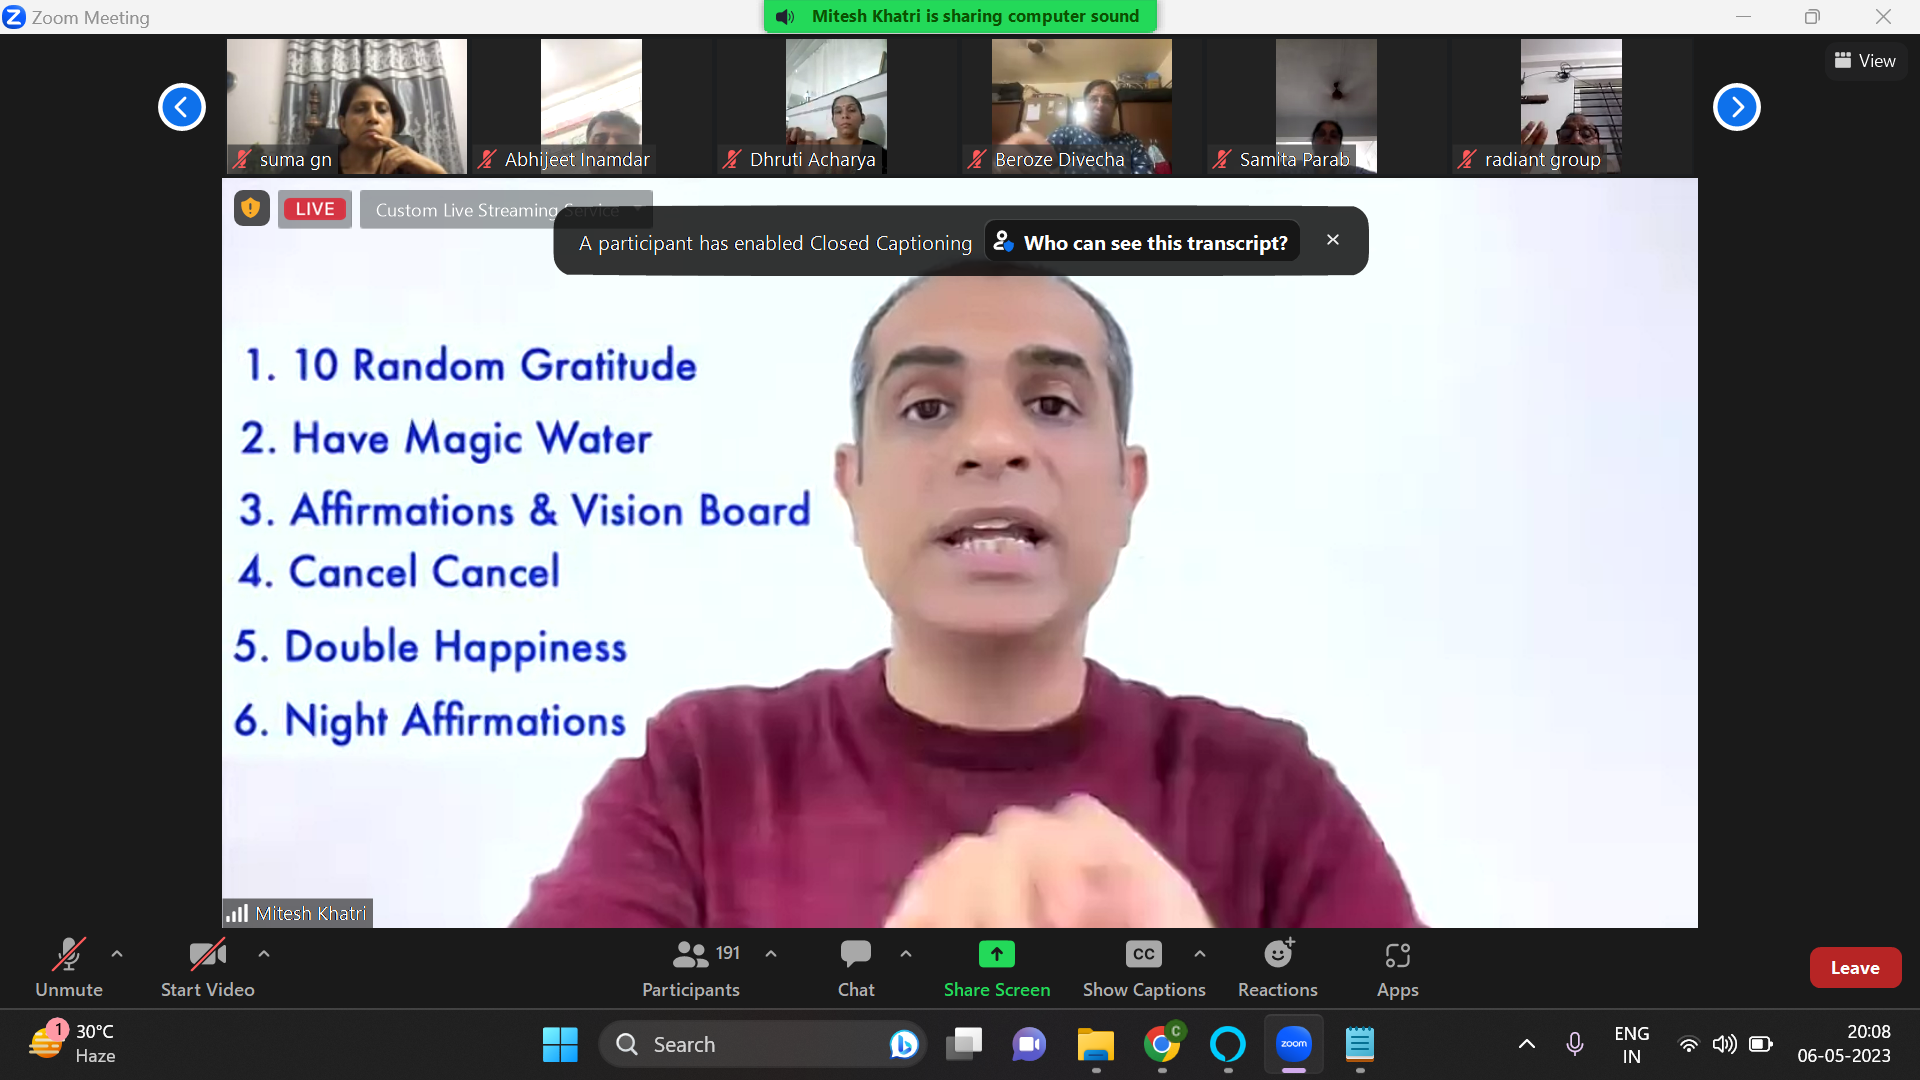 Zoom Meeting
Mitesh Khatri is sharing computer sound
View
suma gn
Abhijeet Inamdar
Dhruti Acharya
Beroze Divecha
Samita Parab
radiant group
LIVE
Custom Live Streaming Service
A participant has enabled Closed Captioning
Who can see this transcript?
1. 10 Random Gratitude
2. Have Magic Water
3. Affirmations & Vision Board
4. Cancel Cancel
5. Double Happiness
6. Night Affirmations
Mitesh Khatri
191
CC
Unmute
Start Video
Participants
Chat
Share Screen
Show Captions
Reactions
Apps
Leave
1
30°C
Haze
Search
C
zoom
ENG
IN
20:08
06-05-2023